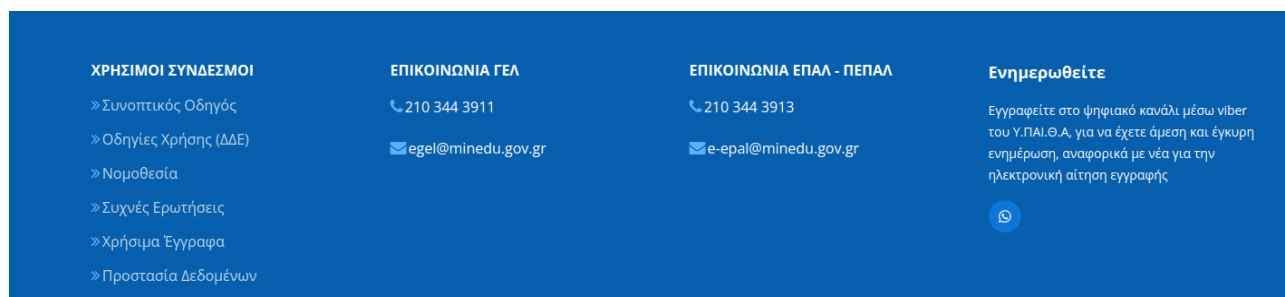 ΧΡΗΣΙΜΟΙ ΣΥΝΔΕΣΜΟΙ
Συνοπτικός Οδηγός
Οδηγίες Χρήσης (ΔΔΕ)
Νομοθεσία
Συχνές Ερωτήσεις
Χρήσιμα Έγγραφα
Προστασία Δεδομένων
ΕΠΙΚΟΙΝΩΝΙΑ ΓΕΛ
210 344 3911
egel@minedu.gov.gr
ΕΠΙΚΟΙΝΩΝΙΑ ΕΠΑΛ - ΠΕΠΑΛ
210 344 3913
e-epal@minedu.gov.gr
Ενημερωθείτε
Εγγραφείτε στο ψηφιακό κανάλι μέσω viber
του Υ.ΠΑΙ.Θ.Α, για να έχετε άμεση και έγκυρη
ενημέρωση, αναφορικά με νέα για την
ηλεκτρονική αίτηση εγγραφής